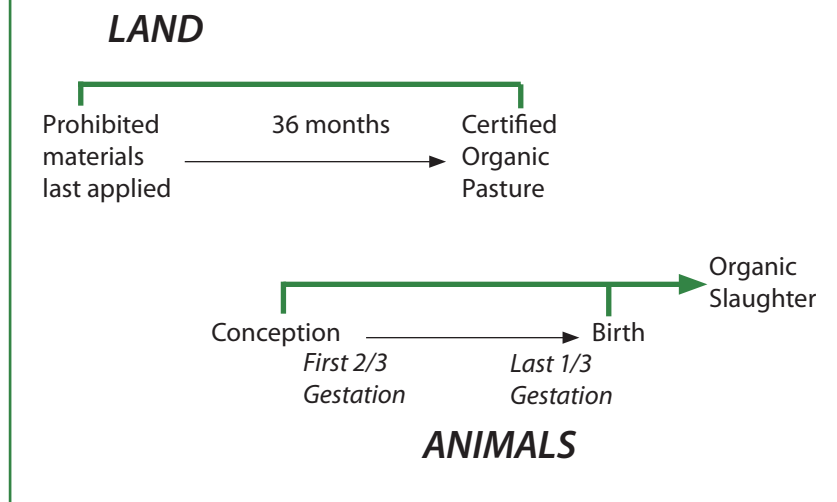 LAND
Prohibited
materials
last applied
36 months
Certified
Organic
Pasture
Organic
Slaughter
Conception
Birth
First 2/3
Gestation
Last 1/3
Gestation
ANIMALS